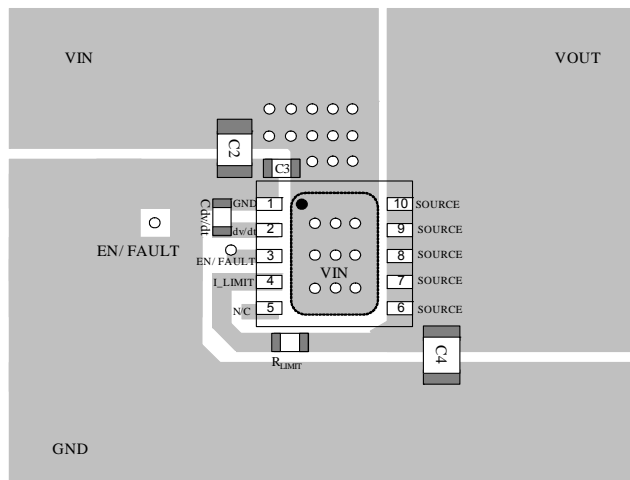 VIN
VOUT
C2
C3
Cdv/dt
GND
1
10
SOURCE
dv/dt
2
9
SOURCE
EN/ FAULT
EN/ FAULT
3
8
SOURCE
VIN
I_LIMIT
4
7
SOURCE
N/C
5
6
SOURCE
RLIMIT
C4
GND